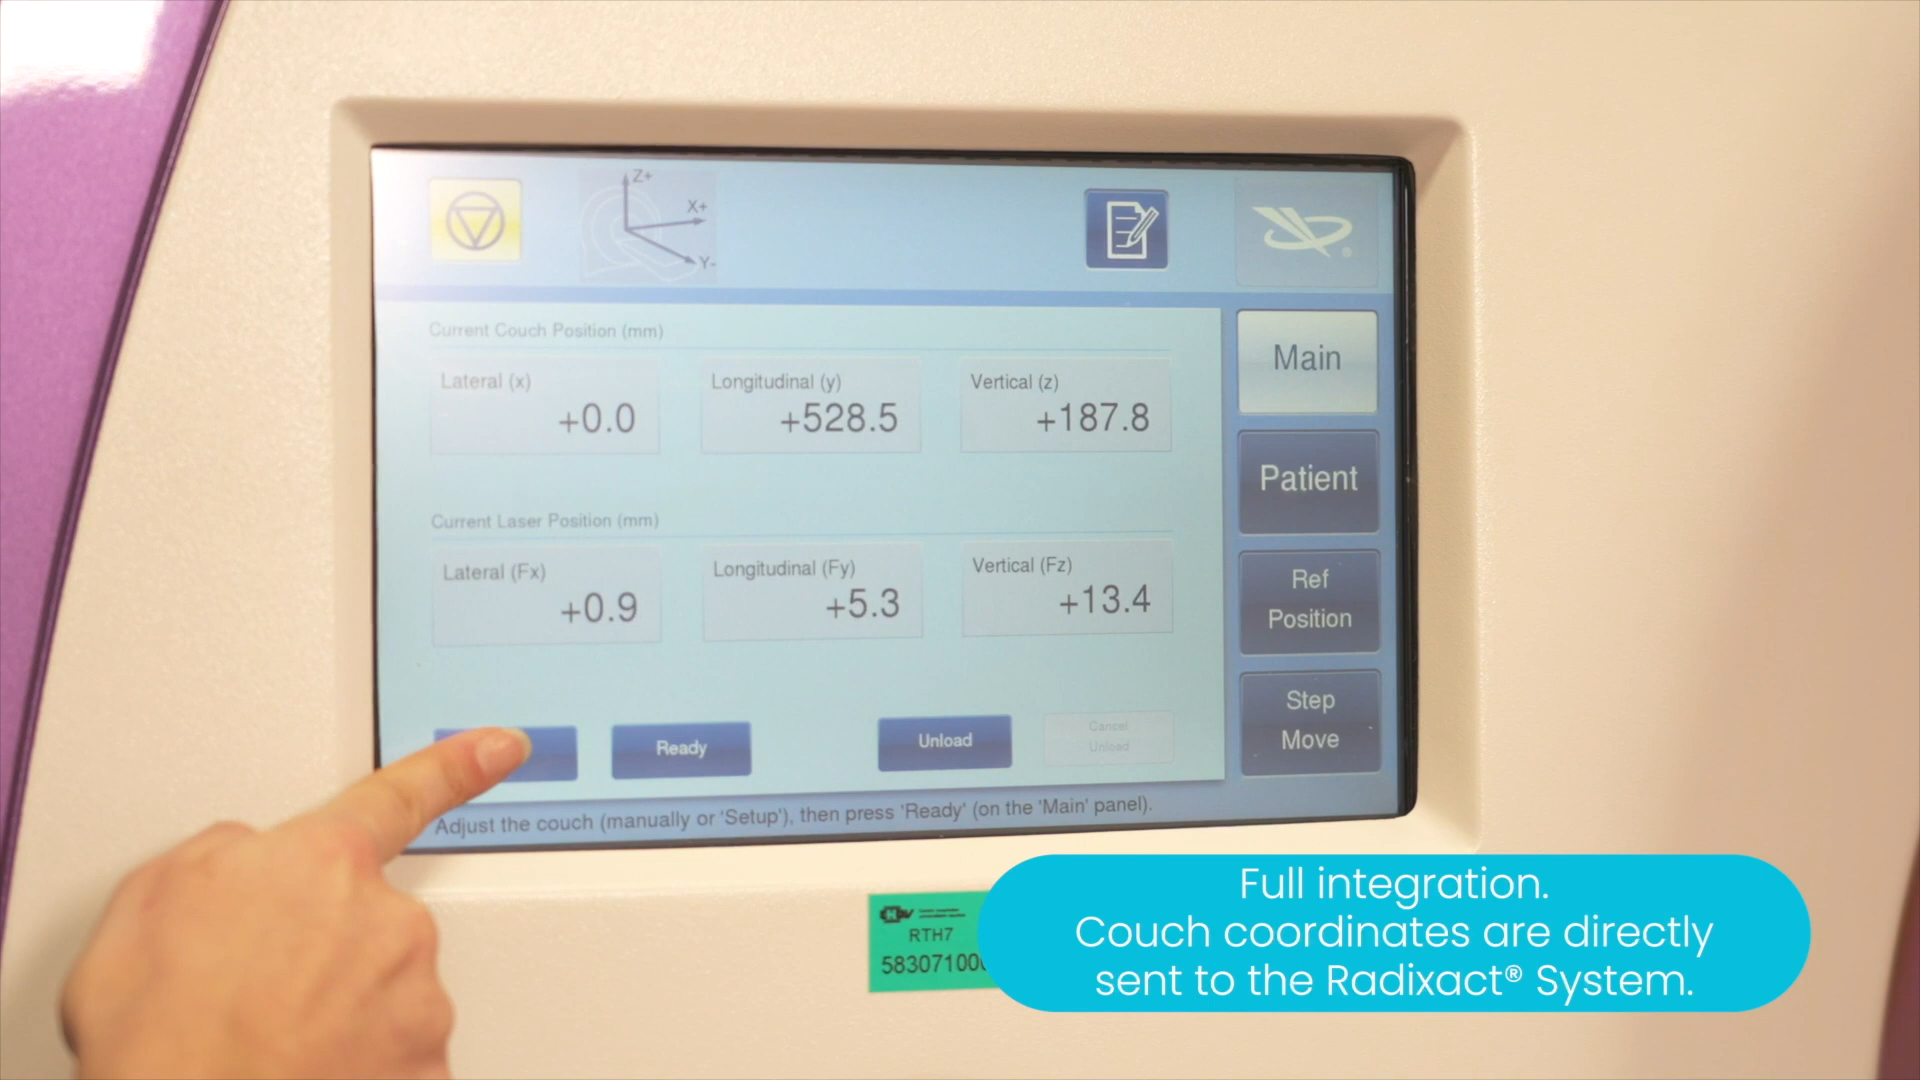 Z+
X+
Y-
Current Couch Position (mm)
Lateral (x)
+0.0
Longitudinal (y)
+528.5
Vertical (z)
+187.8
Current Laser Position (mm)
Lateral (Fx)
+0.9
Longitudinal (Fy)
+5.3
Vertical (Fz)
+13.4
Ready
Unload
Cancel
Unload
Adjust the couch (manually or 'Setup'), then press 'Ready' (on the 'Main' panel).
Main
Patient
Ref
Position
Step
Move
RTH7
58307100
Full integration.
Couch coordinates are directly
sent to the Radixact® System.